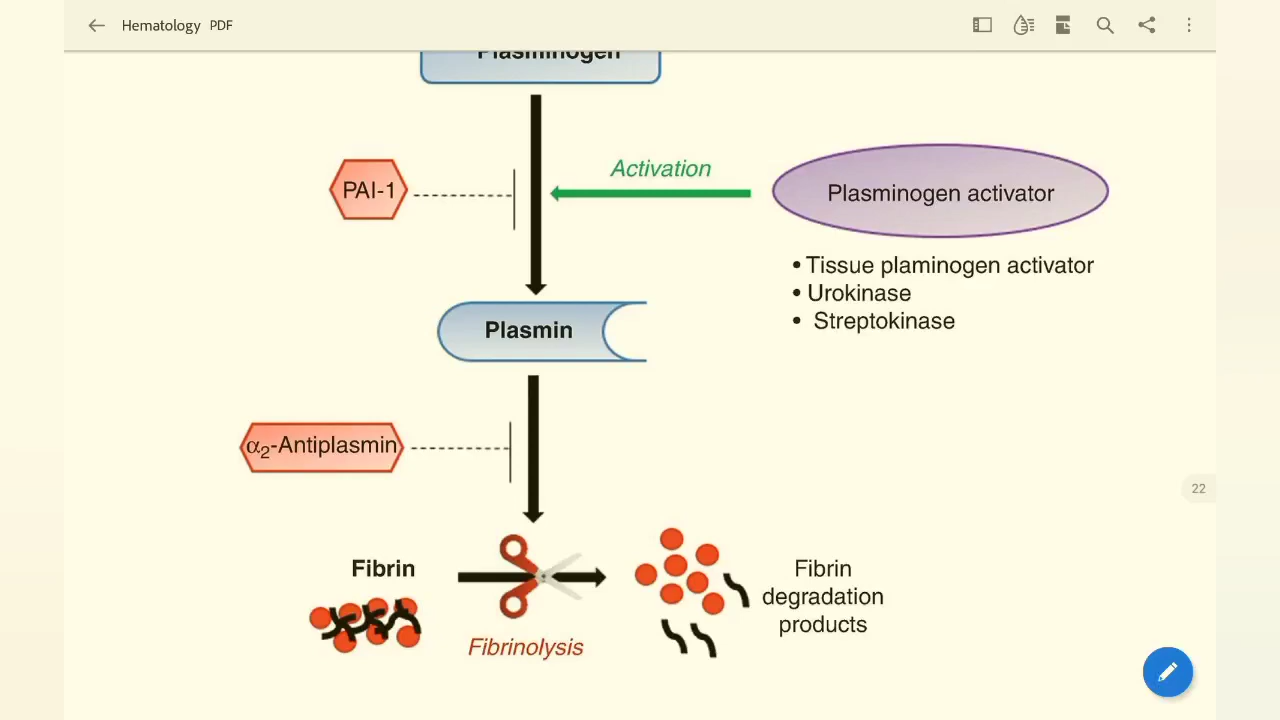 Hematology PDF
Plasminogen
PAI-1
Activation
Plasminogen activator
• Tissue plaminogen activator
• Urokinase
• Streptokinase
Plasmin
α2-Antiplasmin
22
Fibrin
Fibrinolysis
Fibrin
degradation
products